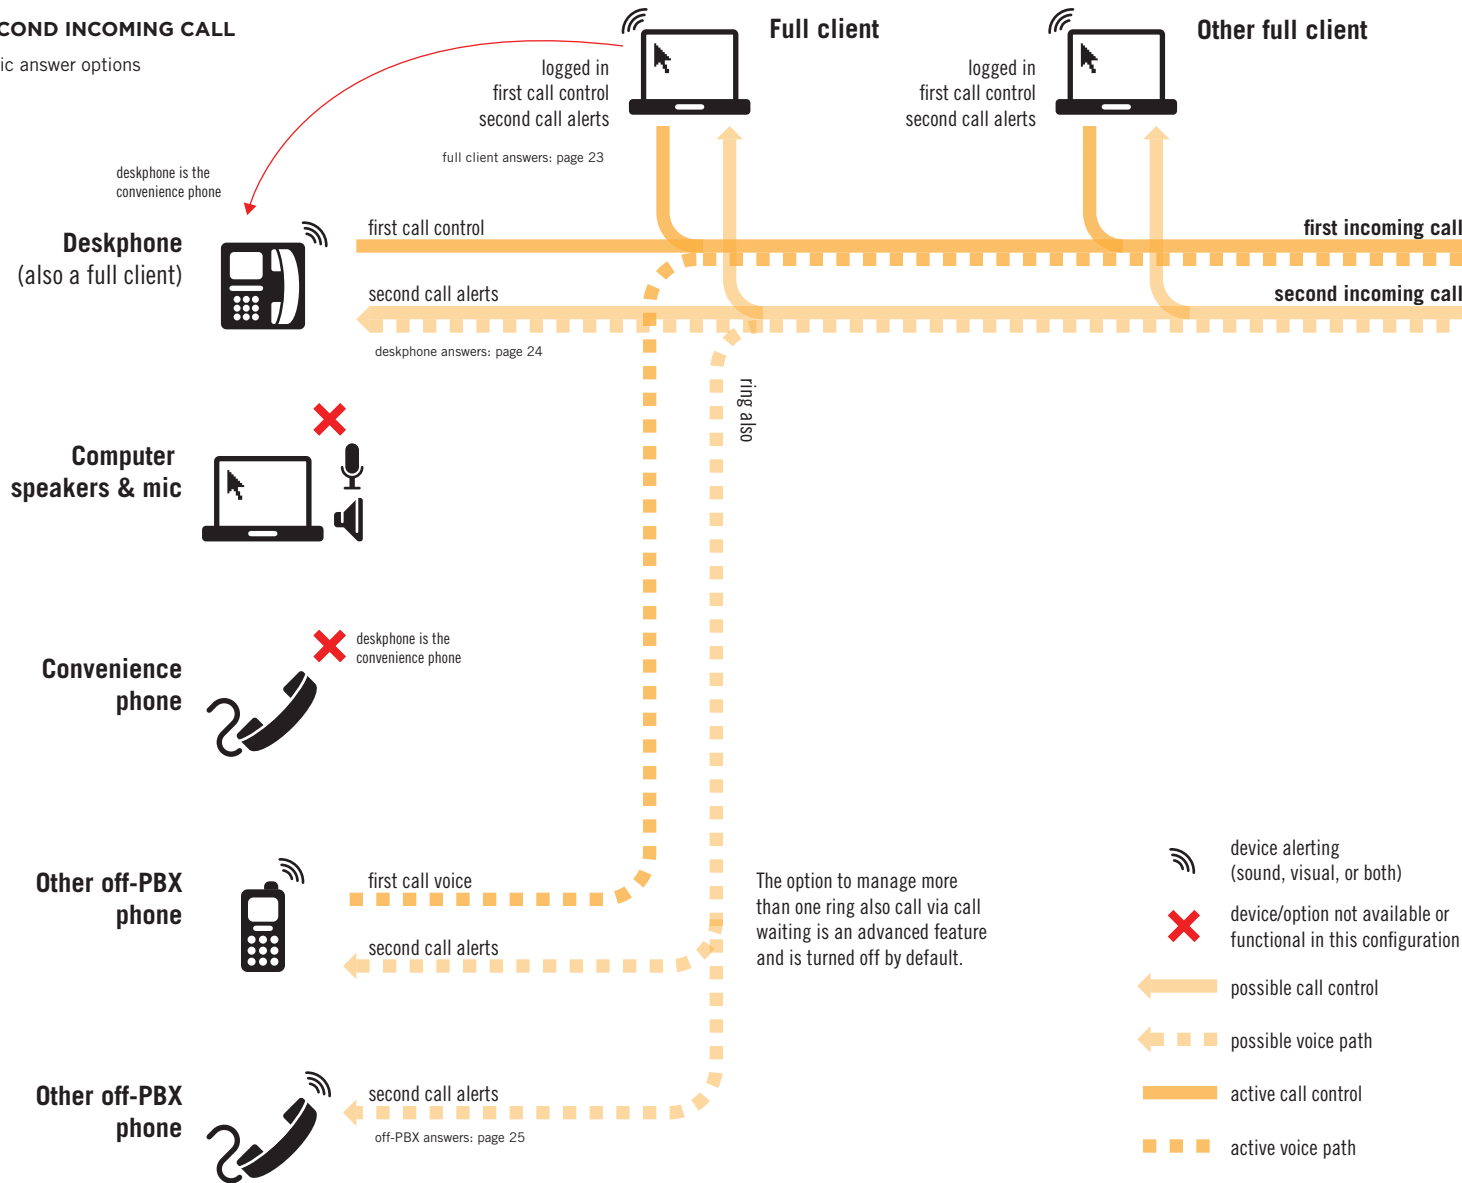 COND INCOMING CALL
ic answer options
Full client
logged in
first call control
second call alerts
full client answers: page 23
Other full client
logged in
first call control
second call alerts
deskphone is the
convenience phone
Deskphone
(also a full client)
first call control
first incoming call
second call alerts
second incoming call
deskphone answers: page 24
ring also
Computer
speakers & mic
Convenience
phone
deskphone is the
convenience phone
Other off-PBX
phone
first call voice
second call alerts
The option to manage more
than one ring also call via call
waiting is an advanced feature
and is turned off by default.
Other off-PBX
phone
second call alerts
off-PBX answers: page 25
device alerting
(sound, visual, or both)
device/option not available or
functional in this configuration
possible call control
possible voice path
active call control
active voice path